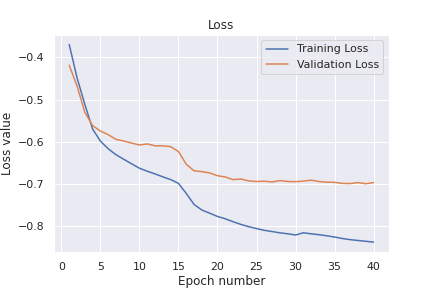 Loss
Training Loss
Validation Loss
Loss value
−0.4
−0.5
−0.6
−0.7
−0.8
0 5 10 15 20 25 30 35 40
Epoch number